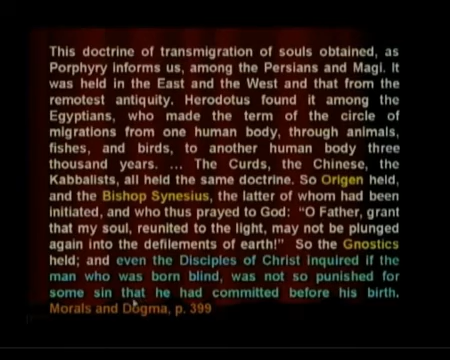 This doctrine of transmigration of souls obtained, as
Porphyry informs us, among the Persians and Magi. It
was held in the East and the West and that from the
remotest antiquity. Herodotus found it among the
Egyptians, who made the term of the circle of
migrations from one human body, through animals,
fishes, and birds, to another human body three
thousand years. ... The Curds, the Chinese, the
Kabbalists, all held the same doctrine. So Origen held,
and the Bishop Synesius, the latter of whom had been
initiated, and who thus prayed to God: “O Father, grant
that my soul, reunited to the light, may not be plunged
again into the defilements of earth!” So the Gnostics
held; and even the Disciples of Christ inquired if the
man who was born blind, was not so punished for
some sin that he had committed before his birth.
Morals and Dogma, p. 399